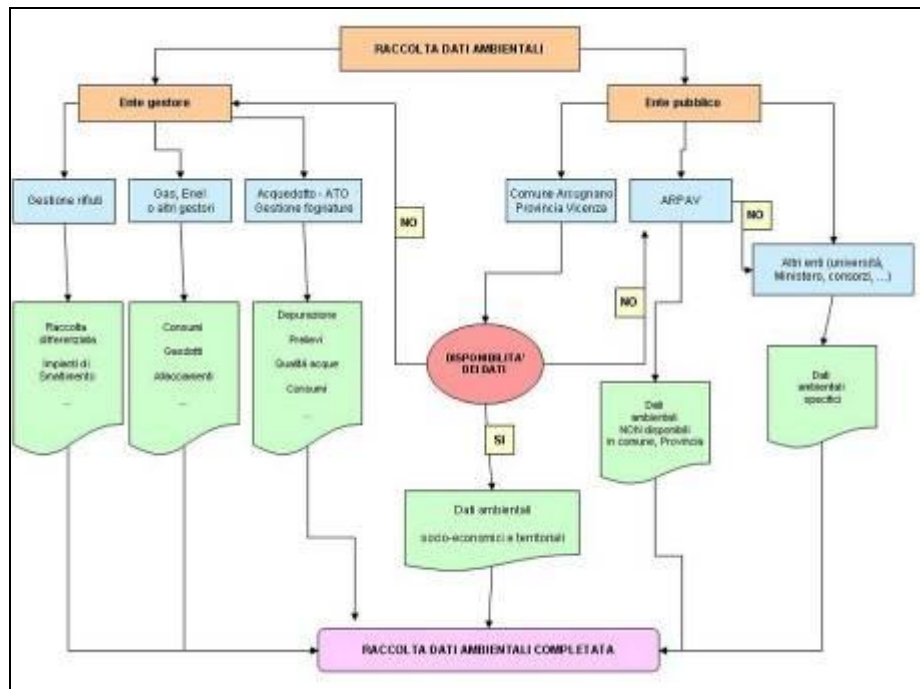 RACCOLTA DATI AMBIENTALI
Ente gestore
Ente pubblico
Gestione rifiuti
Gas, Enel
o altri gestori
Acquedotto - ATO
Gestione fognature
NO
Comune Arcugnano
Provincia Vicenza
ARPAV
NO
Altri enti (università,
Ministero, consorzi, ...)
NO
Raccolta
differenziata
Impianti di
Smaltimento
...
Consumi
Gasdotti
Allacciamenti
...
Depurazione
Prelievi
Qualità acque
Consumi
...
DISPONIBILITA'
DEI DATI
SI
Dati
ambientali
NON disponibili
in comune, Provincia
Dati
ambientali
specifici
Dati ambientali
socio-economici e territoriali
RACCOLTA DATI AMBIENTALI COMPLETATA